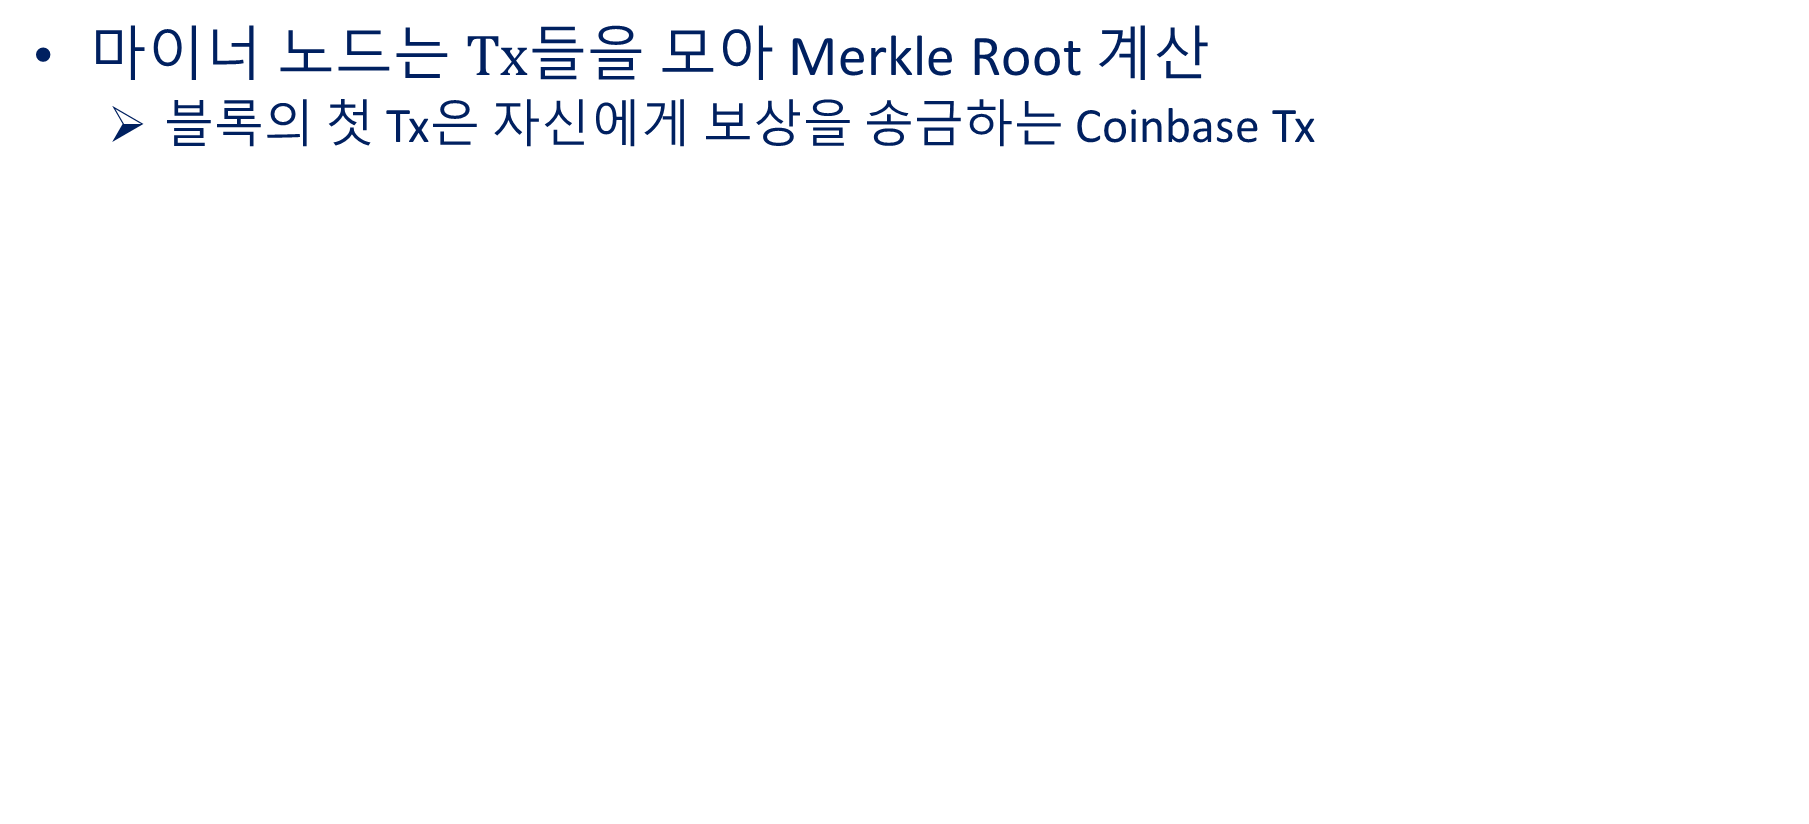 • 마이너 노드는 Tx들을 모아 Merkle Root 계산
➢ 블록의 첫 Tx은 자신에게 보상을 송금하는 Coinbase Tx